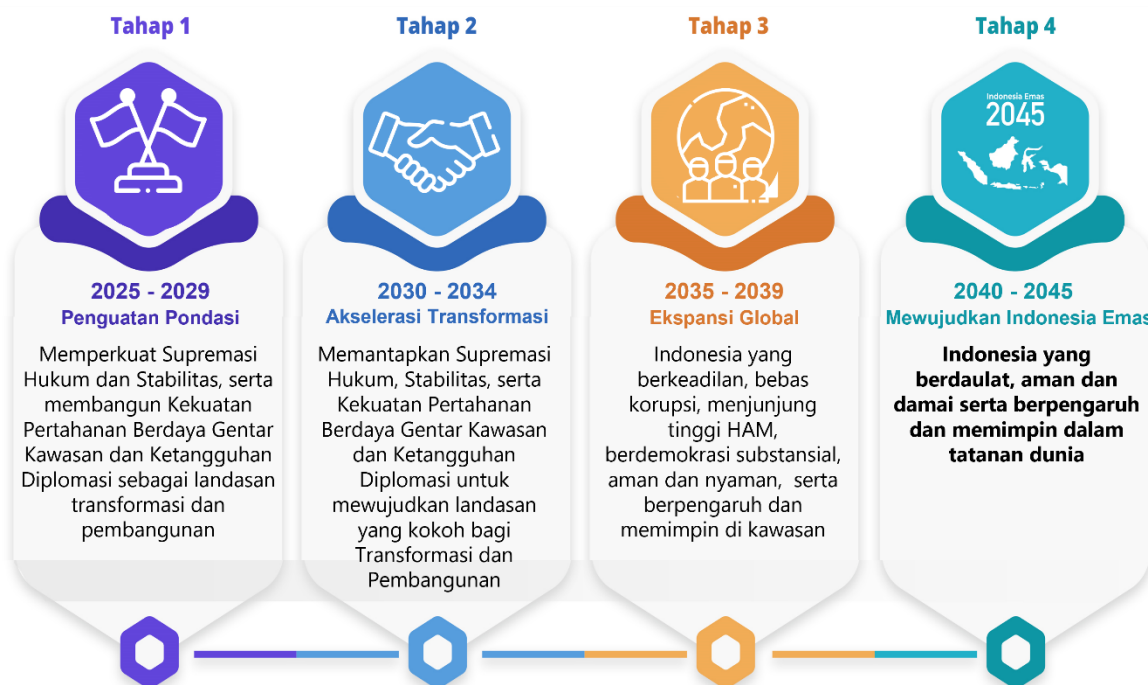 Tahap 1
2025 - 2029
Penguatan Pondasi
Memperkuat Supremasi
Hukum dan Stabilitas, serta
membangun Kekuatan
Pertahanan Berdaya Gentar
Kawasan dan Ketangguhan
Diplomasi sebagai landasan
transformasi dan
pembangunan
Tahap 2
2030 - 2034
Akselerasi Transformasi
Memantapkan Supremasi
Hukum, Stabilitas, serta
Kekuatan Pertahanan
Berdaya Gentar Kawasan
dan Ketangguhan
Diplomasi untuk
mewujudkan landasan
yang kokoh bagi
Transformasi dan
Pembangunan
Tahap 3
2035 - 2039
Ekspansi Global
Indonesia yang
berkeadilan, bebas
korupsi, menjunjung
tinggi HAM,
berdemokrasi substansial,
aman dan nyaman, serta
berpengaruh dan
memimpin di kawasan
Tahap 4
Indonesia Emas
2045
2040 - 2045
Mewujudkan Indonesia Emas
Indonesia yang
berdaulat, aman dan
damai serta berpengaruh
dan memimpin dalam
tatanan dunia